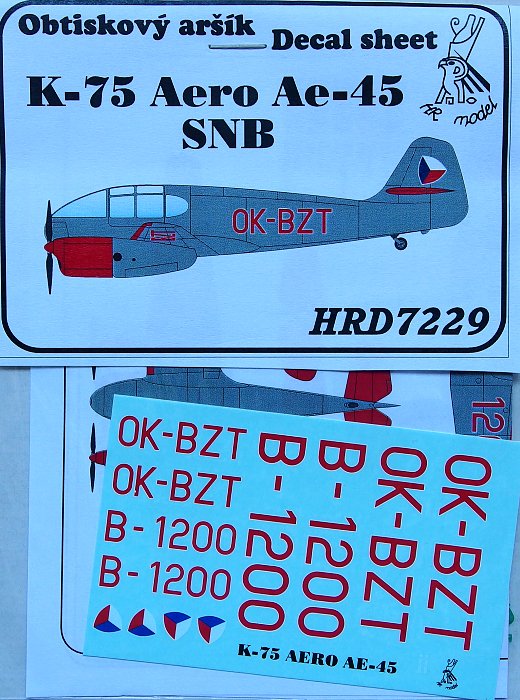 Obtiskový aršík
Decal sheet
K-75 Aero Ae-45
SNB
HR model
OK-BZT
HRD7229
120
OK-BZT
OK-BZT
B-1200
B-1200
B-1200
B-1200
OK-BZT
OK-BZT
K-75 AERO AE-45